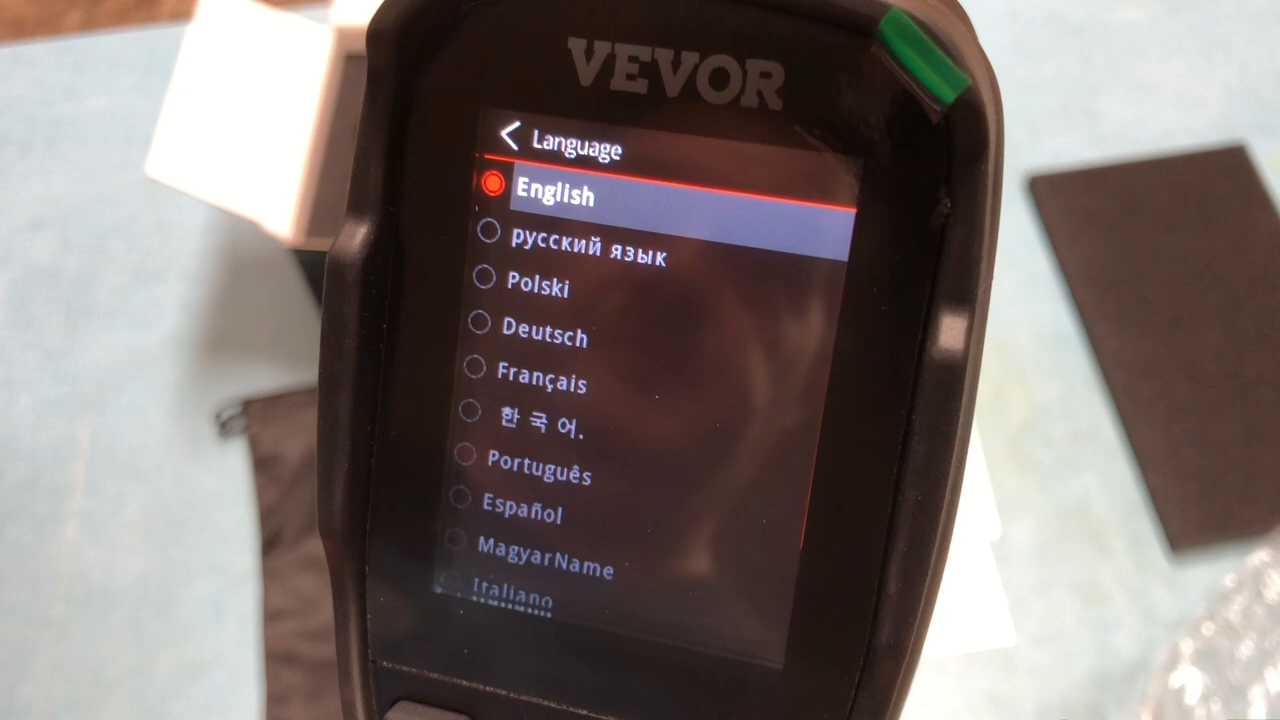 VEVOR
Language
English
русский язык
Polski
Deutsch
Français
한국어.
Português
Español
MagyarName
Italiano